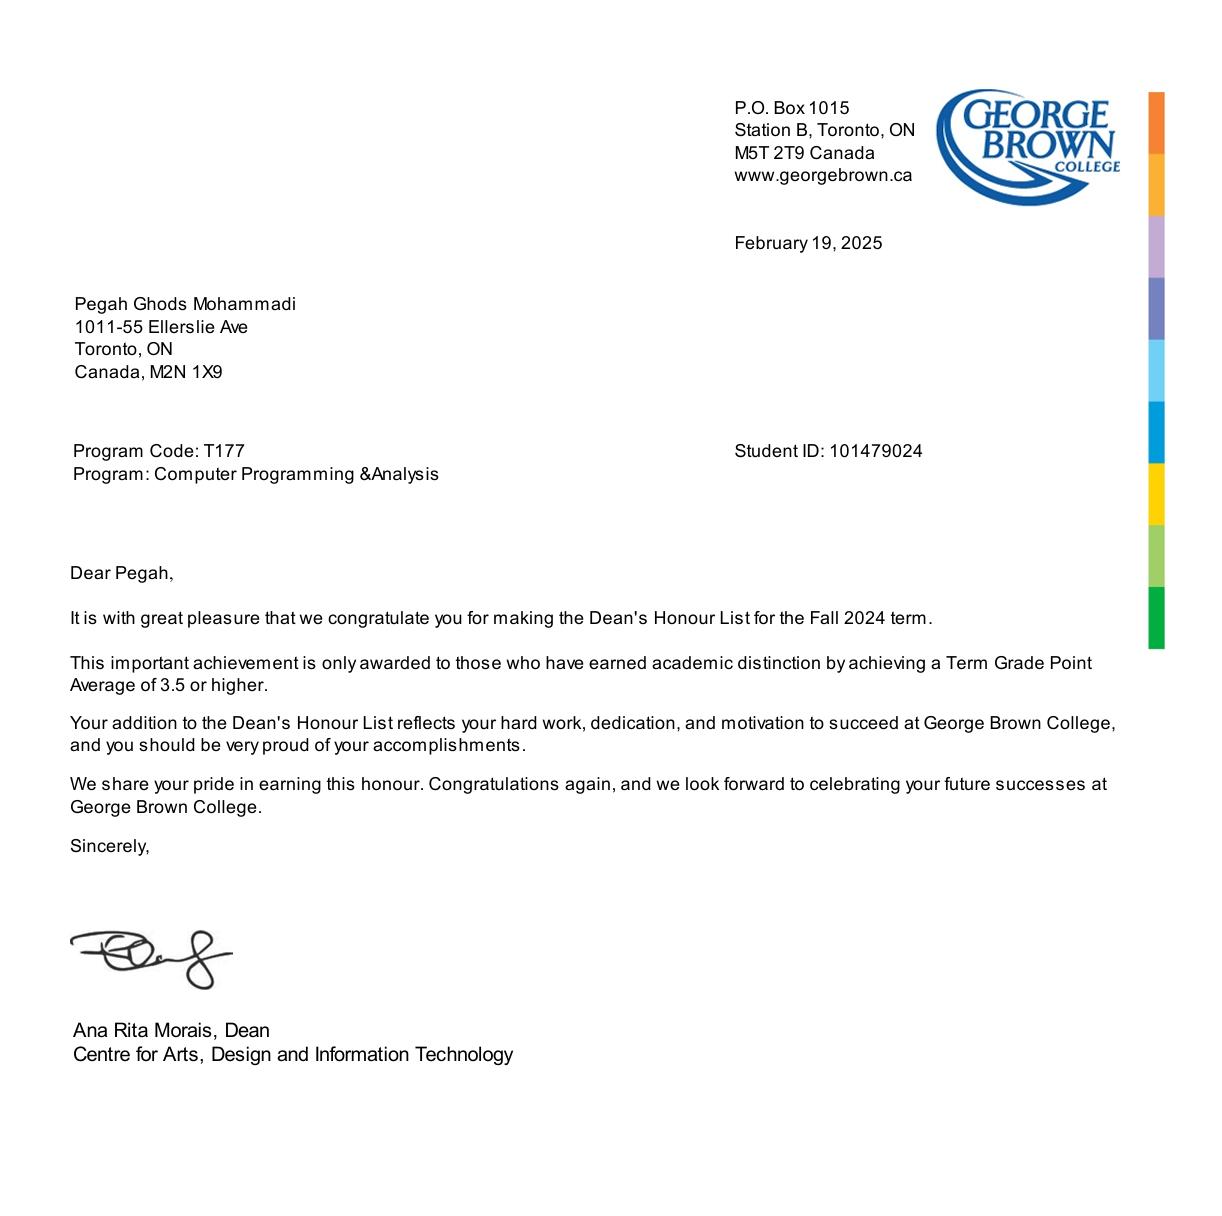 P.O. Box 1015
Station B, Toronto, ON
M5T 2T9 Canada
www.georgebrown.ca
GEORGE
BROWN
COLLEGE
February 19, 2025
Pegah Ghods Mohammadi
1011-55 Ellerslie Ave
Toronto, ON
Canada, M2N 1X9
Program Code: T177
Student ID: 101479024
Program: Computer Programming &Analysis
Dear Pegah,
It is with great pleasure that we congratulate you for making the Dean's Honour List for the Fall 2024 term.
This important achievement is only awarded to those who have earned academic distinction by achieving a Term Grade Point
Average of 3.5 or higher.
Your addition to the Dean's Honour List reflects your hard work, dedication, and motivation to succeed at George Brown College,
and you should be very proud of your accomplishments.
We share your pride in earning this honour. Congratulations again, and we look forward to celebrating your future successes at
George Brown College.
Sincerely,
Ana Rita Morais, Dean
Centre for Arts, Design and Information Technology